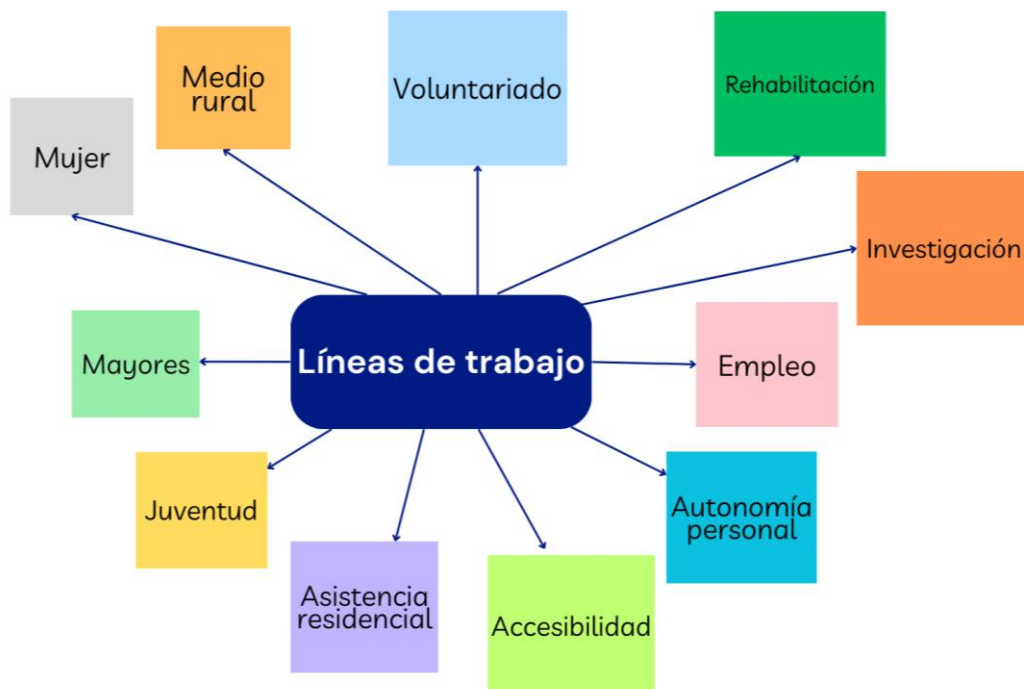 Medio
rural
Voluntariado
Rehabilitación
Mujer
Investigación
Líneas de trabajo
Mayores
Empleo
Juventud
Autonomía
personal
Asistencia
residencial
Accesibilidad